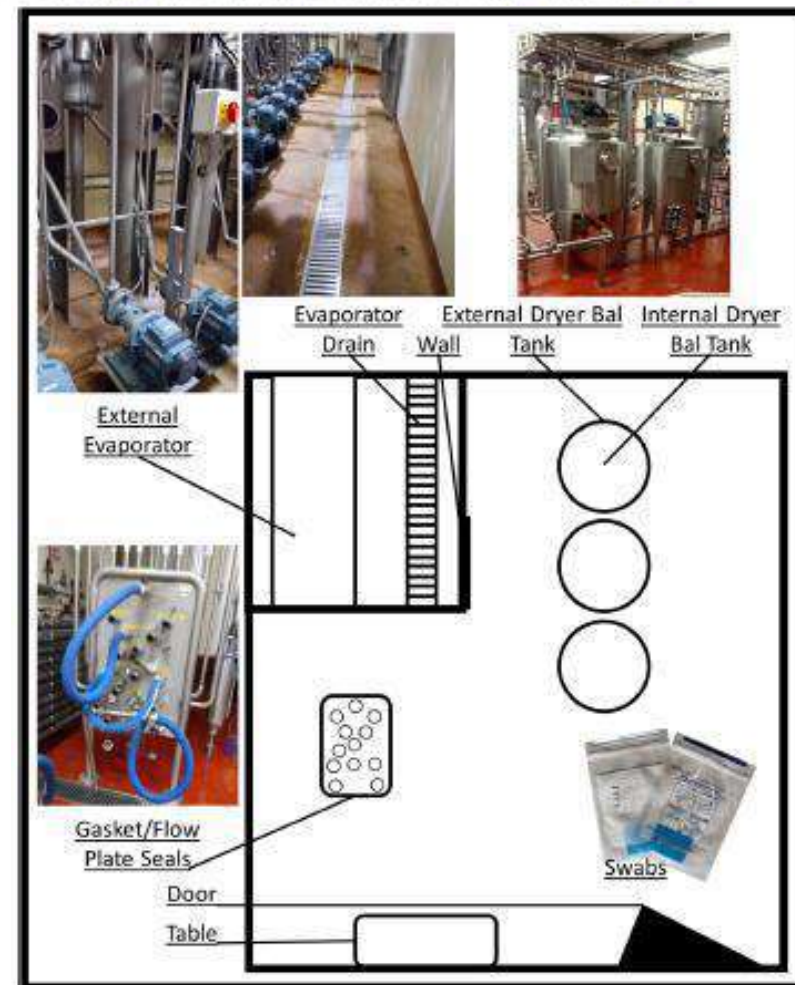 Evaporator
Drain
Wall
External Dryer Bal
Tank
Internal Dryer
Bal Tank
External
Evaporator
Gasket/Flow
Plate Seals
Swabs
Door
Table